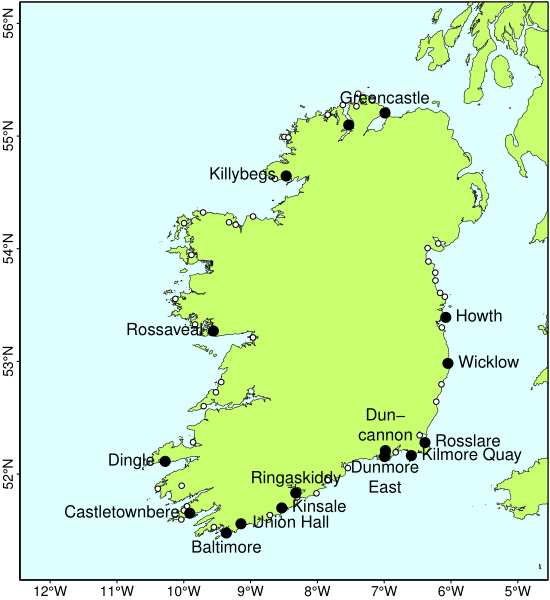 56°N
55°N
54°N
53°N
52°N
Greencastle
Killybegs
Rossaveal
Howth
Wicklow
Dun–
cannon
Rosslare
Kilmore Quay
Dunmore
East
Dingle
Ringaskiddy
Castletownbere
Kinsale
Union Hall
Baltimore
12°W 11°W 10°W 9°W 8°W 7°W 6°W 5°W